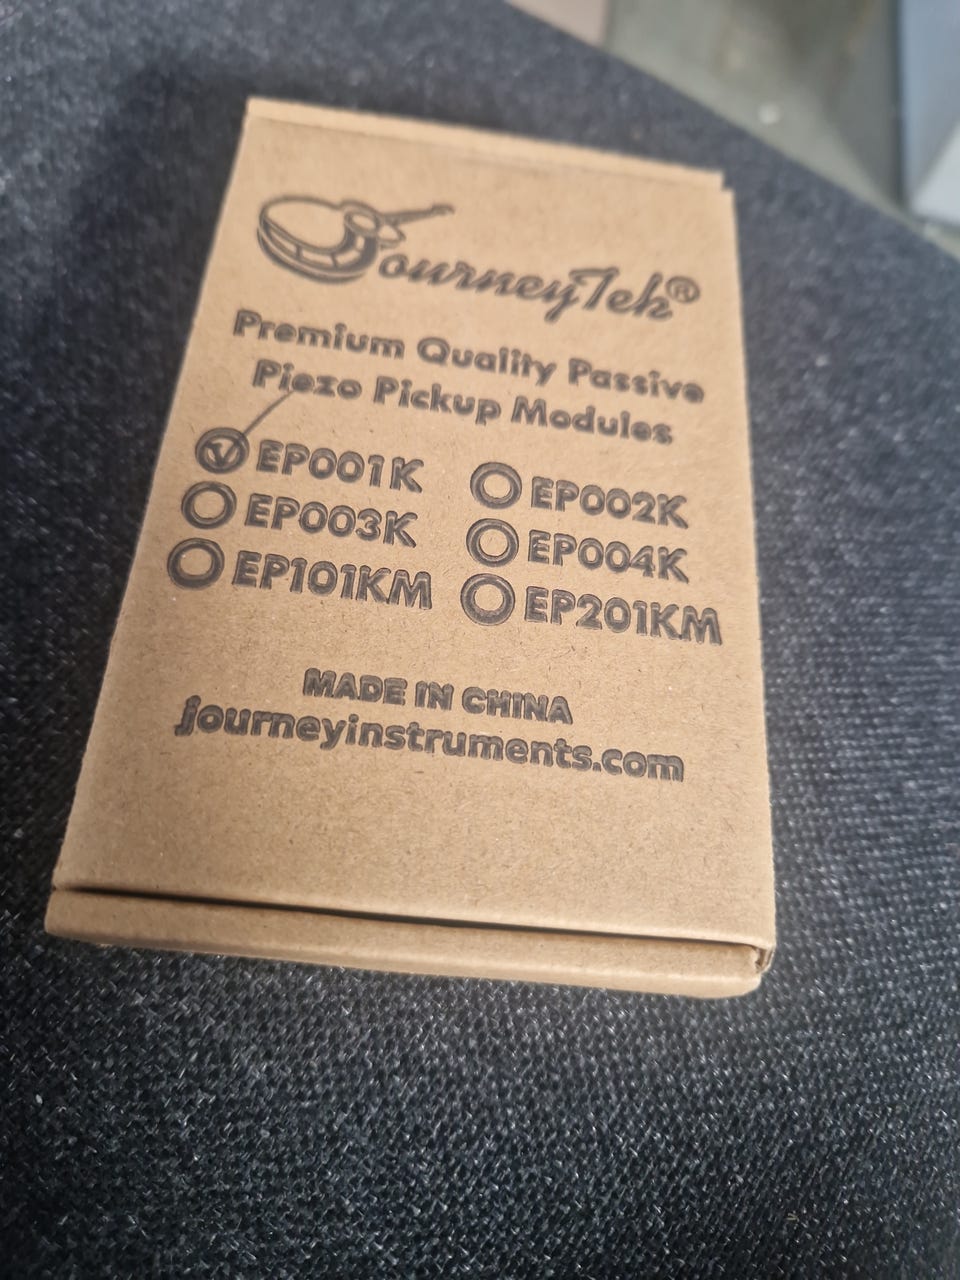 JourneyTek®
Premium Quality Passive
Piezo Pickup Modules
EP001K EP002K
EP003K EP004K
EP101KM EP201KM
MADE IN CHINA
journeyinstruments.com